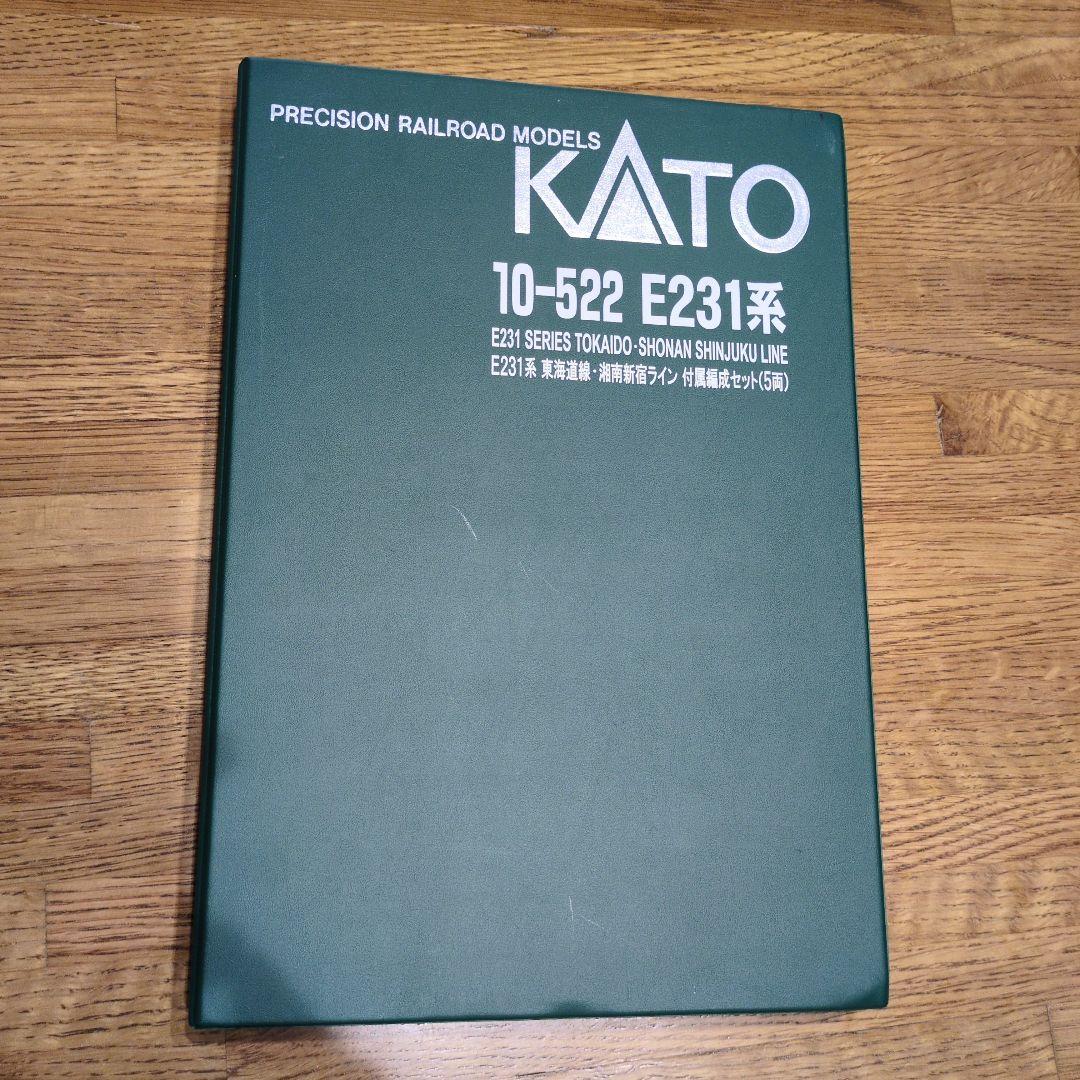 PRECISION RAILROAD MODELS
KATO
10-522 E231系
E231 SERIES TOKAIDO-SHONAN SHINJUKU LINE
E231系 東海道線・湘南新宿ライン 付属編成セット(5両)